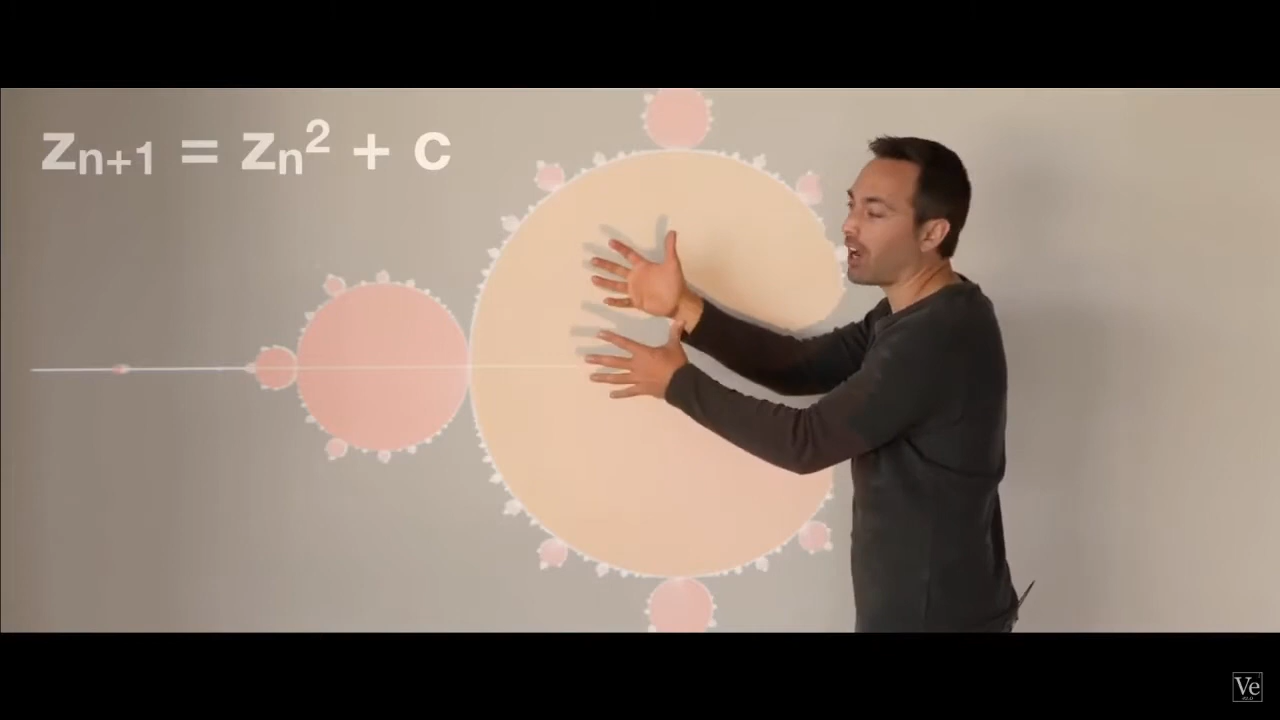 zn+1 = zn² + c
Ve